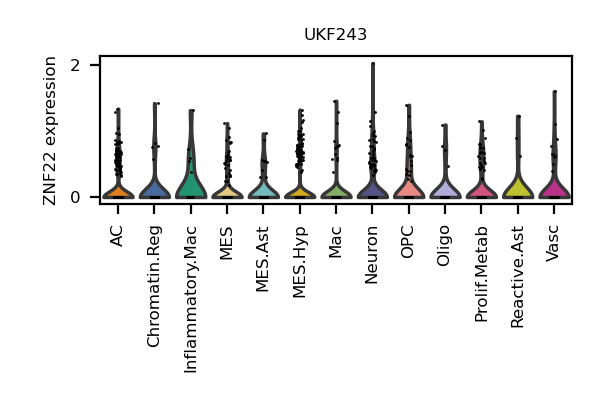 UKF243
ZNF22 expression
2
0
AC
Chromatin.Reg
Inflammatory.Mac
MES
MES.Ast
MES.Hyp
Mac
Neuron
OPC
Oligo
Prolif.Metab
Reactive.Ast
Vasc